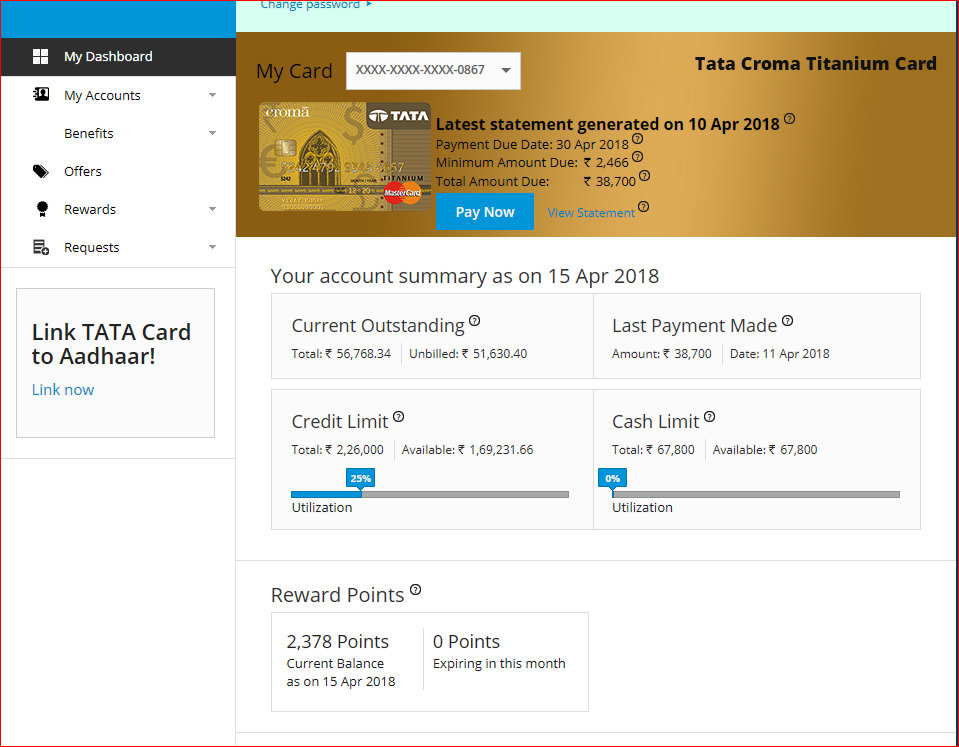 Change password
My Dashboard
My Accounts
Benefits
Offers
Rewards
Requests
Link TATA Card
to Aadhaar!
Link now
My Card XXXX-XXXX-XXXX-0867
Tata Croma Titanium Card
cromā TATA
5242
MONTH/YEAR
12-20
TITANIUM
MasterCard
Latest statement generated on 10 Apr 2018
Payment Due Date: 30 Apr 2018
Minimum Amount Due: ₹ 2,466
Total Amount Due: ₹ 38,700
Pay Now View Statement
Your account summary as on 15 Apr 2018
Current Outstanding
Total: ₹ 56,768.34 Unbilled: ₹ 51,630.40
Last Payment Made
Amount: ₹ 38,700 Date: 11 Apr 2018
Credit Limit
Total: ₹ 2,26,000 Available: ₹ 1,69,231.66
25%
Utilization
Cash Limit
Total: ₹ 67,800 Available: ₹ 67,800
0%
Utilization
Reward Points
2,378 Points
Current Balance
as on 15 Apr 2018
0 Points
Expiring in this month